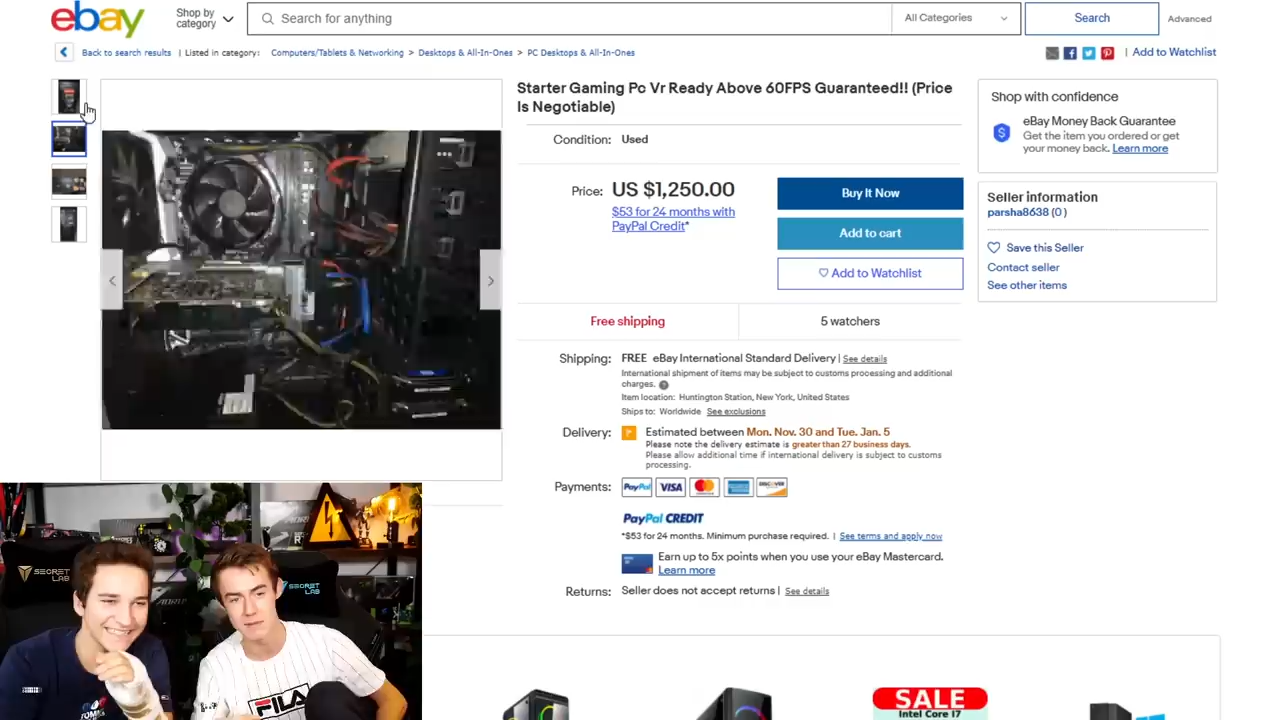 ebay
Shop by category
Search for anything
All Categories
Search
Advanced
Back to search results | Listed in category: Computers/Tablets & Networking > Desktops & All-In-Ones > PC Desktops & All-In-Ones
| Add to Watchlist
Starter Gaming Pc Vr Ready Above 60FPS Guaranteed!! (Price
Is Negotiable)
Condition: Used
Price: US $1,250.00
$53 for 24 months with
PayPal Credit*
Buy It Now
Add to cart
Add to Watchlist
Free shipping
5 watchers
Shipping: FREE eBay International Standard Delivery | See details
International shipment of items may be subject to customs processing and additional
charges.
Item location: Huntington Station, New York, United States
Ships to: Worldwide See exclusions
Delivery: Estimated between Mon. Nov. 30 and Tue. Jan. 5
Please note the delivery estimate is greater than 27 business days.
Please allow additional time if international delivery is subject to customs
processing.
Payments: PayPal VISA MasterCard DISCOVER
PayPal CREDIT
*$53 for 24 months. Minimum purchase required. | See terms and apply now
Earn up to 5x points when you use your eBay Mastercard.
Learn more
Returns: Seller does not accept returns | See details
Shop with confidence
eBay Money Back Guarantee
Get the item you ordered or get
your money back. Learn more
Seller information
parsha8638 (0)
Save this Seller
Contact seller
See other items
SECRET
LAB
SECRET
LAB
FILA
SALE
Intel Core I7